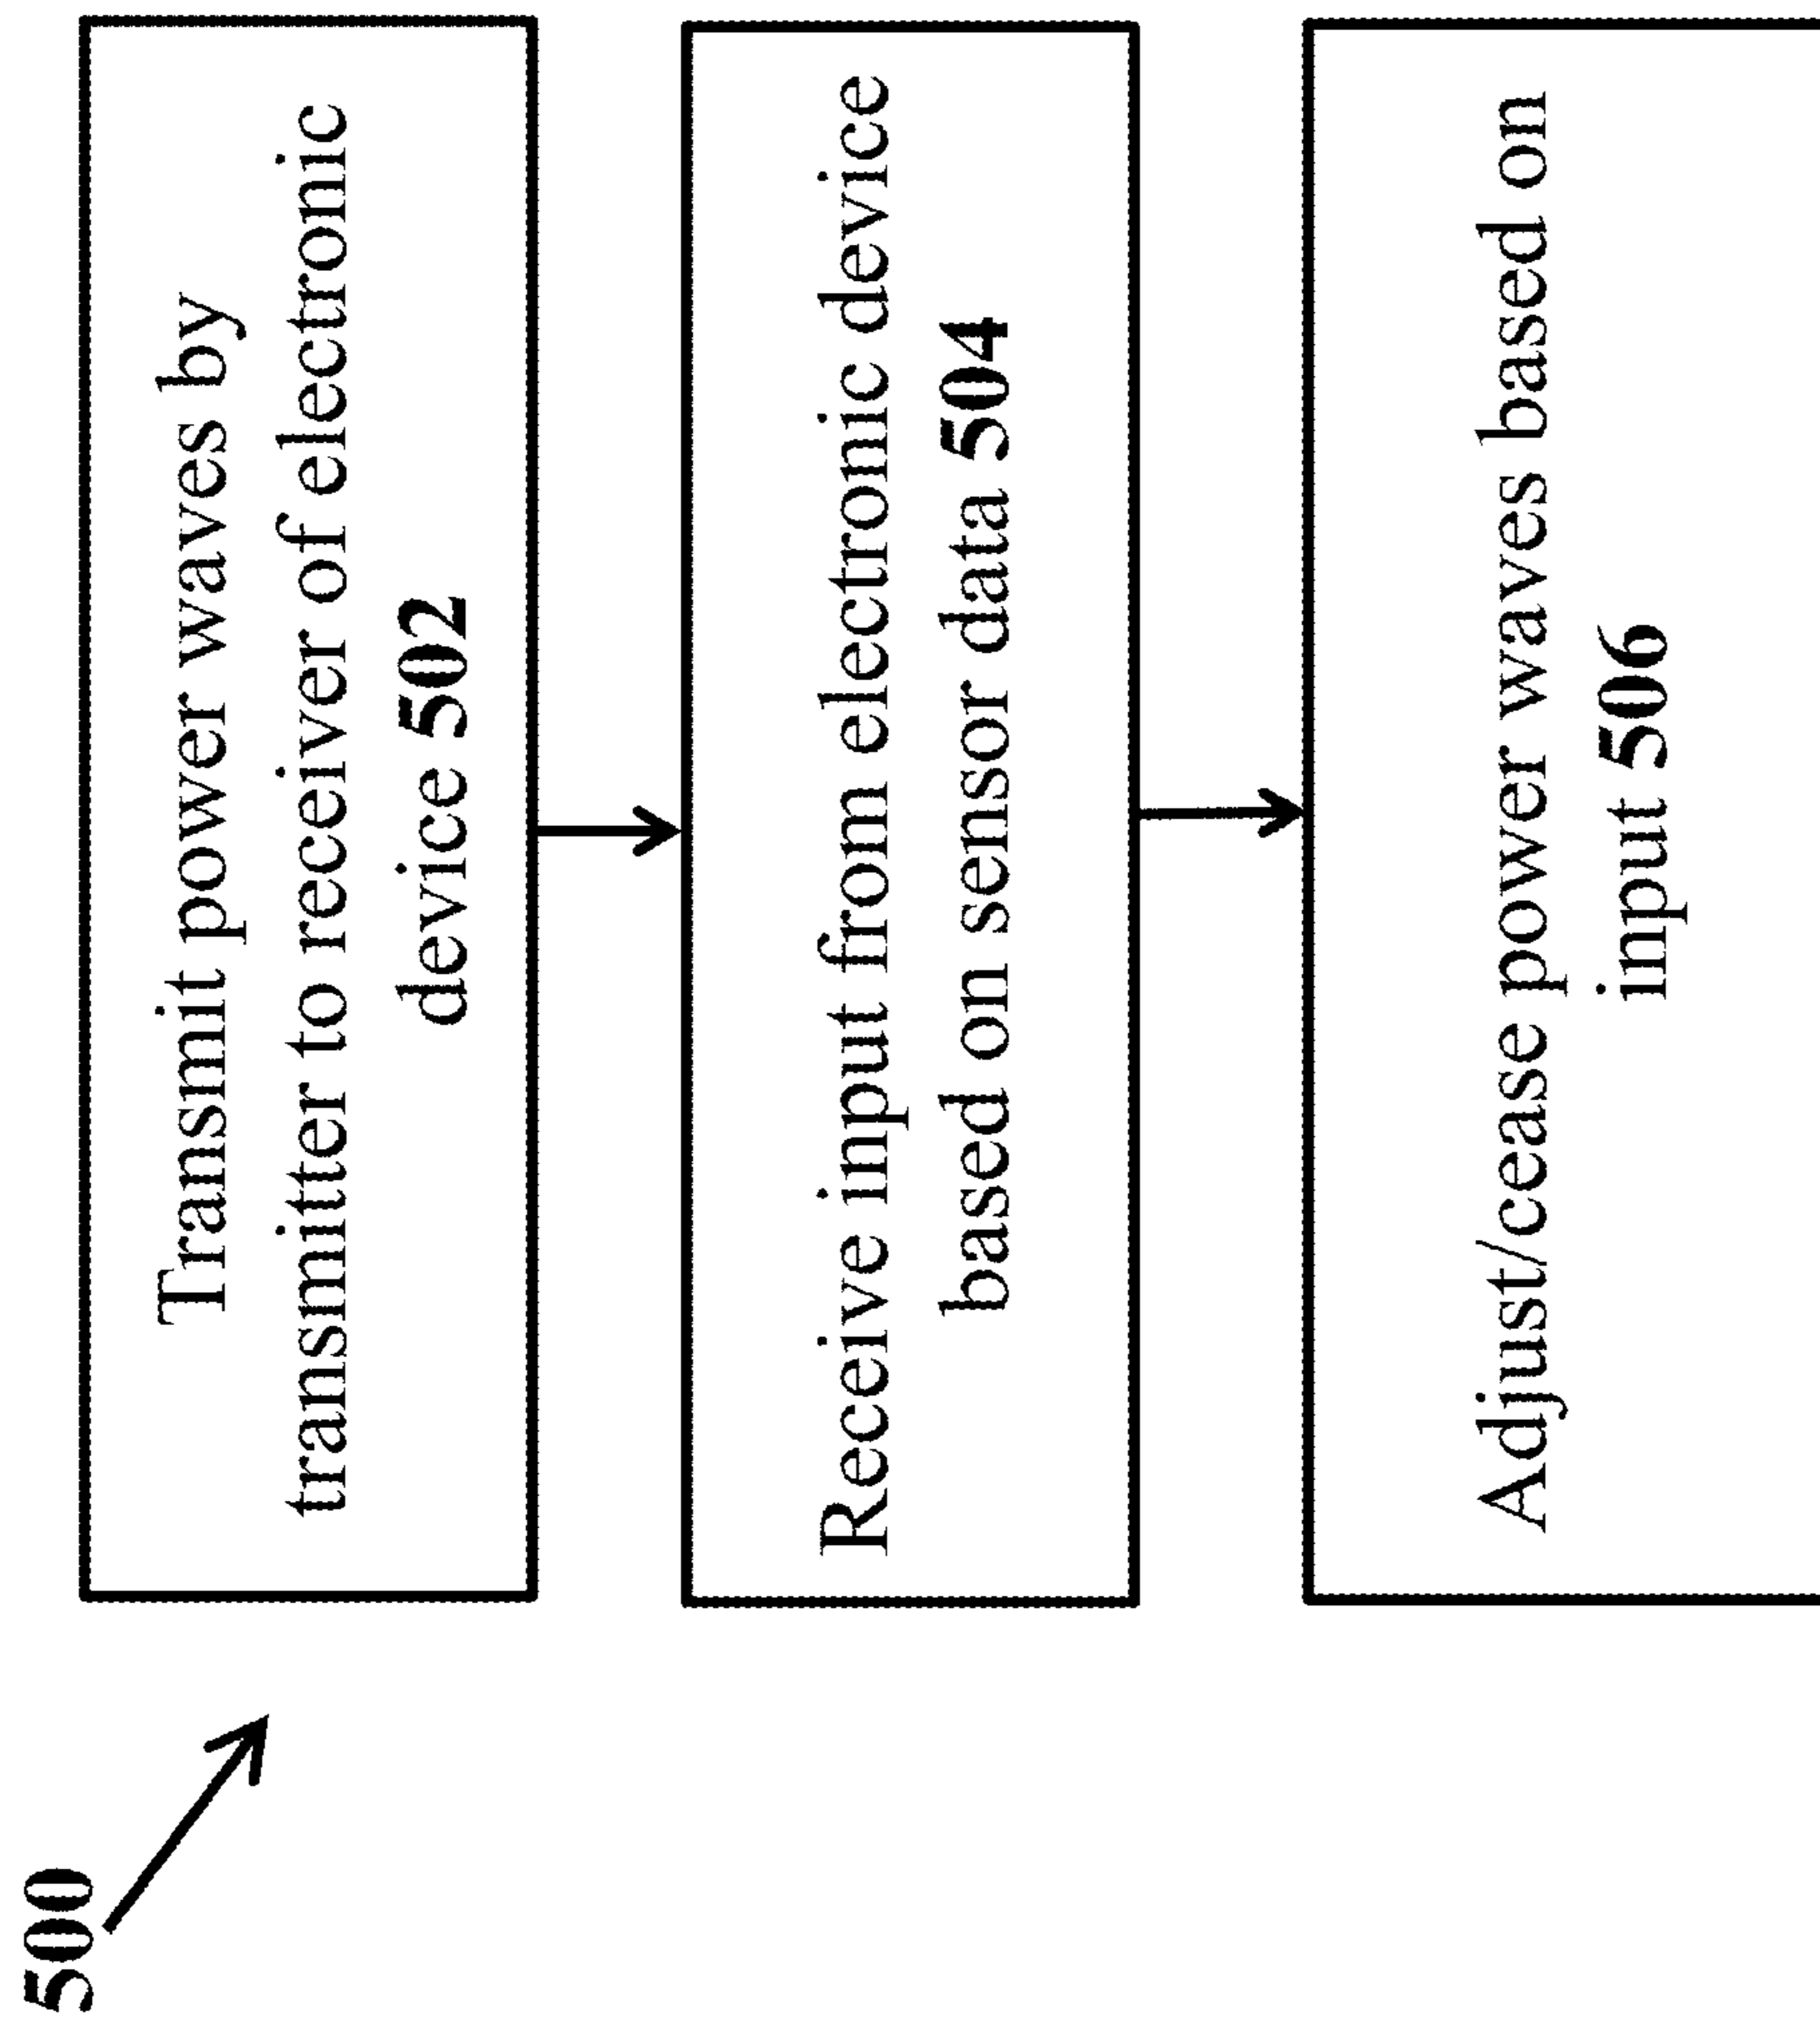 500
Transmit power waves by
transmitter to receiver of electronic
device 502
Receive input from electronic device
based on sensor data 504
Adjust/cease power waves based on
input 506